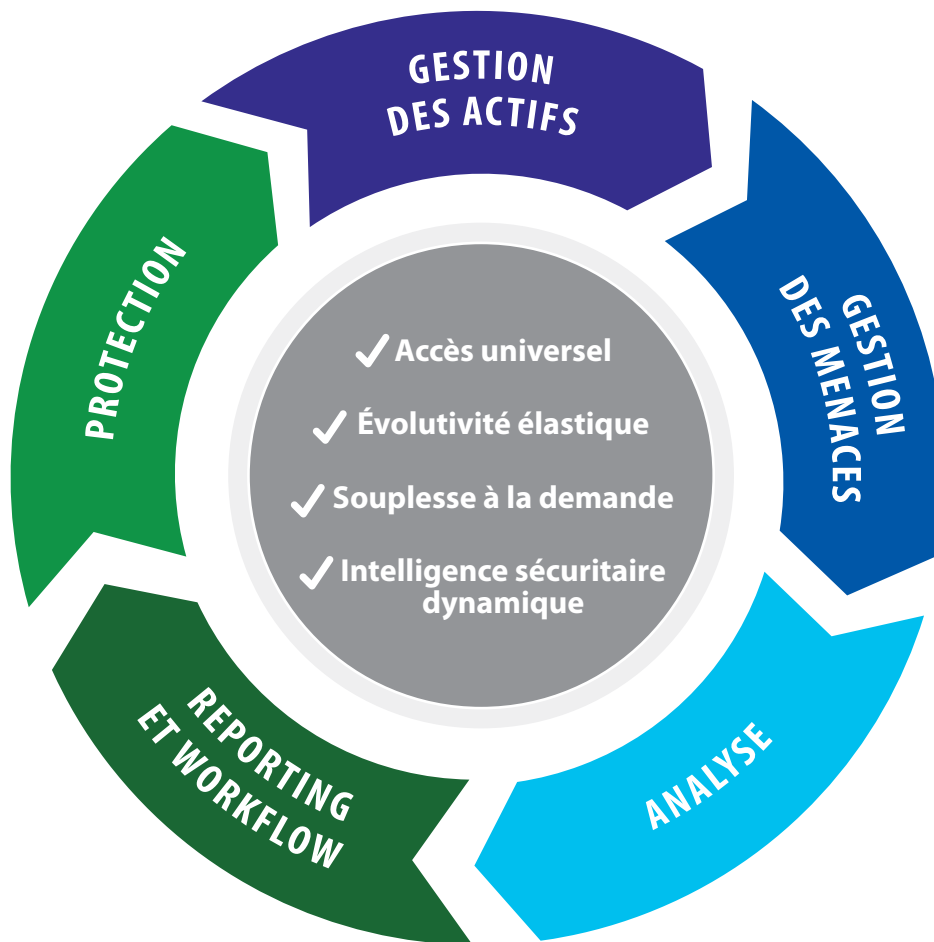 GESTION
DES ACTIFS
GESTION
DES MENACES
ANALYSE
REPORTING
ET WORKFLOW
PROTECTION
Accès universel
Évolutivité élastique
Souplesse à la demande
Intelligence sécuritaire
dynamique